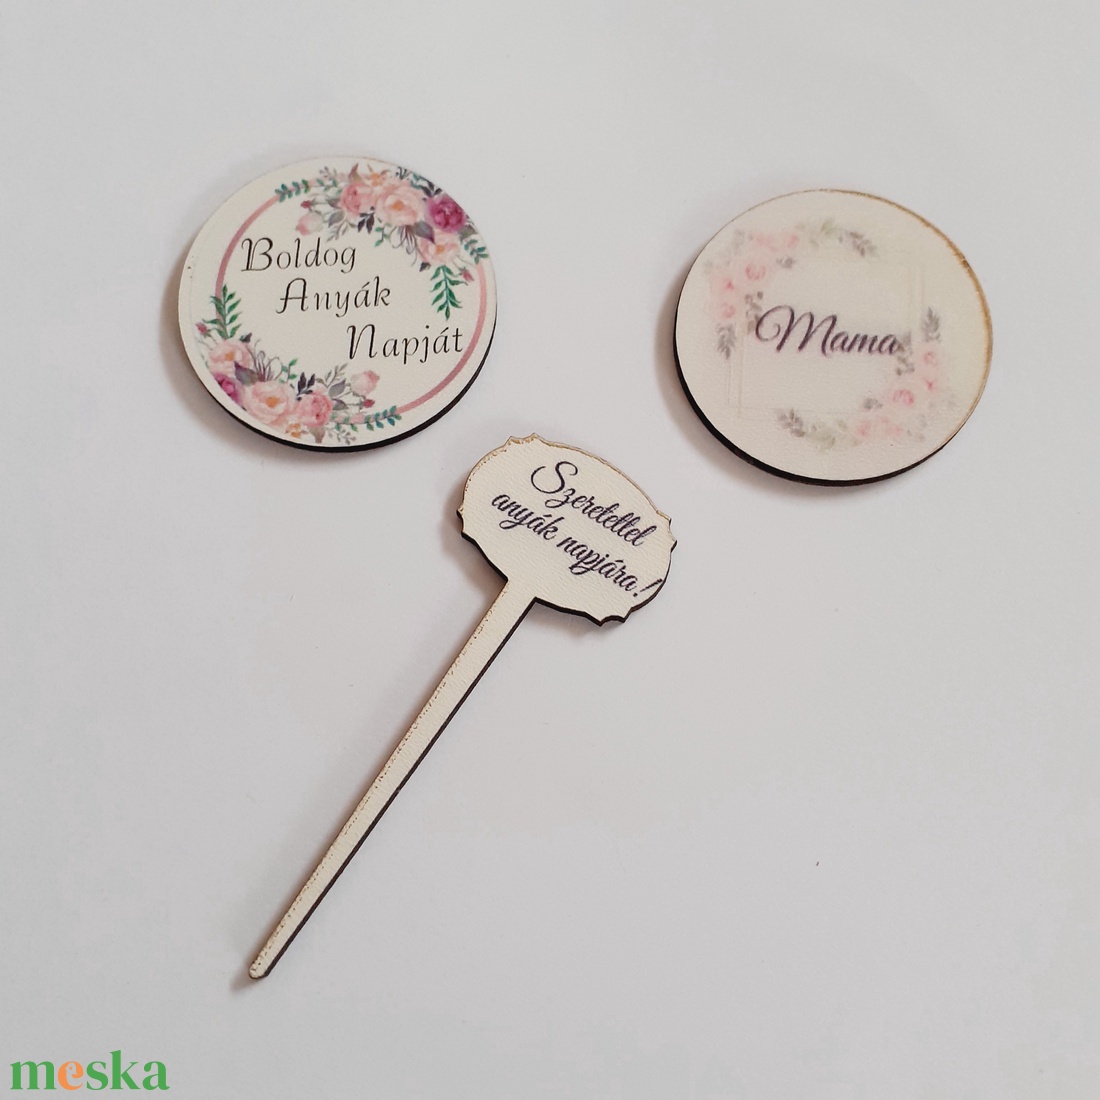 Boldog
Anyák
Napját
Mama
Szeretettel
anyák napjára!
meska